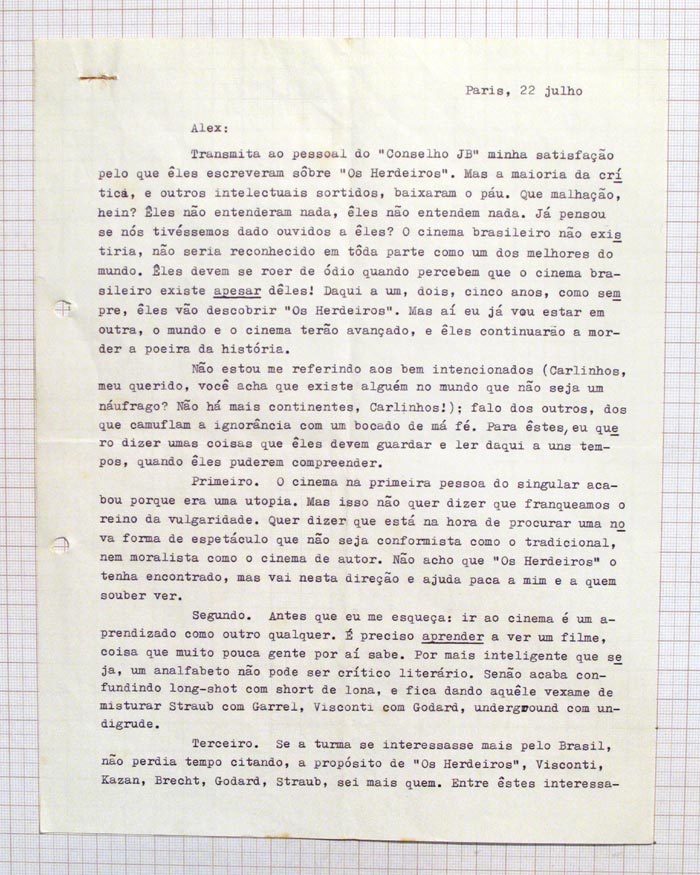 Paris, 22 julho
Alex:
Transmita ao pessoal do "Conselho JB" minha satisfação
pelo que êles escreveram sôbre "Os Herdeiros". Mas a maioria da crí
tica, e outros intelectuais sortidos, baixaram o páu. Que malhação,
hein? Êles não entenderam nada, êles não entendem nada. Já pensou
se nós tivéssemos dado ouvidos a êles? O cinema brasileiro não exis
tiria, não seria reconhecido em tôda parte como um dos melhores do
mundo. Êles devem se roer de ódio quando percebem que o cinema bra-
sileiro existe apesar dêles! Daqui a um, dois, cinco anos, como sem
pre, êles vão descobrir "Os Herdeiros". Mas aí eu já vou estar em
outra, o mundo e o cinema terão avançado, e êles continuarão a mor-
der a poeira da história.
Não estou me referindo aos bem intencionados (Carlinhos,
meu querido, você acha que existe alguém no mundo que não seja um
náufrago? Não há mais continentes, Carlinhos!); falo dos outros, dos
que camuflam a ignorância com um bocado de má fé. Para êstes, eu que
ro dizer umas coisas que êles devem guardar e ler daqui a uns tem-
pos, quando êles puderem compreender.
Primeiro. O cinema na primeira pessoa do singular aca-
bou porque era uma utopia. Mas isso não quer dizer que franqueamos o
reino da vulgaridade. Quer dizer que está na hora de procurar uma no
va forma de espetáculo que não seja conformista como o tradicional,
nem moralista como o cinema de autor. Não acho que "Os Herdeiros" o
tenha encontrado, mas vai nesta direção e ajuda paca a mim e a quem
souber ver.
Segundo. Antes que eu me esqueça: ir ao cinema é um a-
prendizado como outro qualquer. É preciso aprender a ver um filme,
coisa que muito pouca gente por aí sabe. Por mais inteligente que se
ja, um analfabeto não pode ser crítico literário. Senão acaba con-
fundindo long-shot com short de lona, e fica dando aquêle vexame de
misturar Straub com Garrel, Visconti com Godard, underground com un-
digrude.
Terceiro. Se a turma se interessasse mais pelo Brasil,
não perdia tempo citando, a propósito de "Os Herdeiros", Visconti,
Kazan, Brecht, Godard, Straub, sei mais quem. Entre êstes interessa-